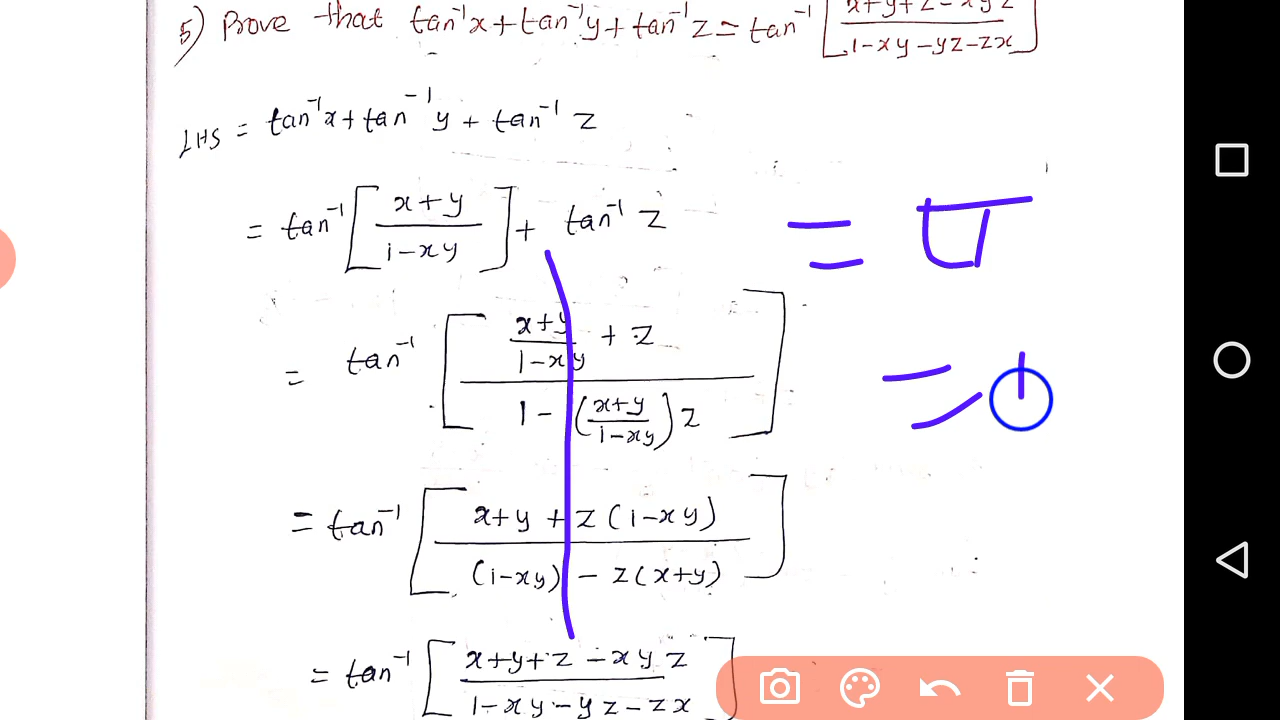 5) Prove that tan⁻¹x+tan⁻¹y+tan⁻¹z = tan⁻¹ [ x+y+z-xyz / 1-xy-yz-zx ]
LHS = tan⁻¹x+tan⁻¹y + tan⁻¹ z
= tan⁻¹ [ x+y / 1-xy ] + tan⁻¹ z = π
= tan⁻¹ [ x+y / 1-xy + z / 1 - (x+y / 1-xy) z ] =
= tan⁻¹ [ x+y+z(1-xy) / (1-xy) - z(x+y) ]
= tan⁻¹ [ x+y+z-xyz / 1-xy-yz-zx ]